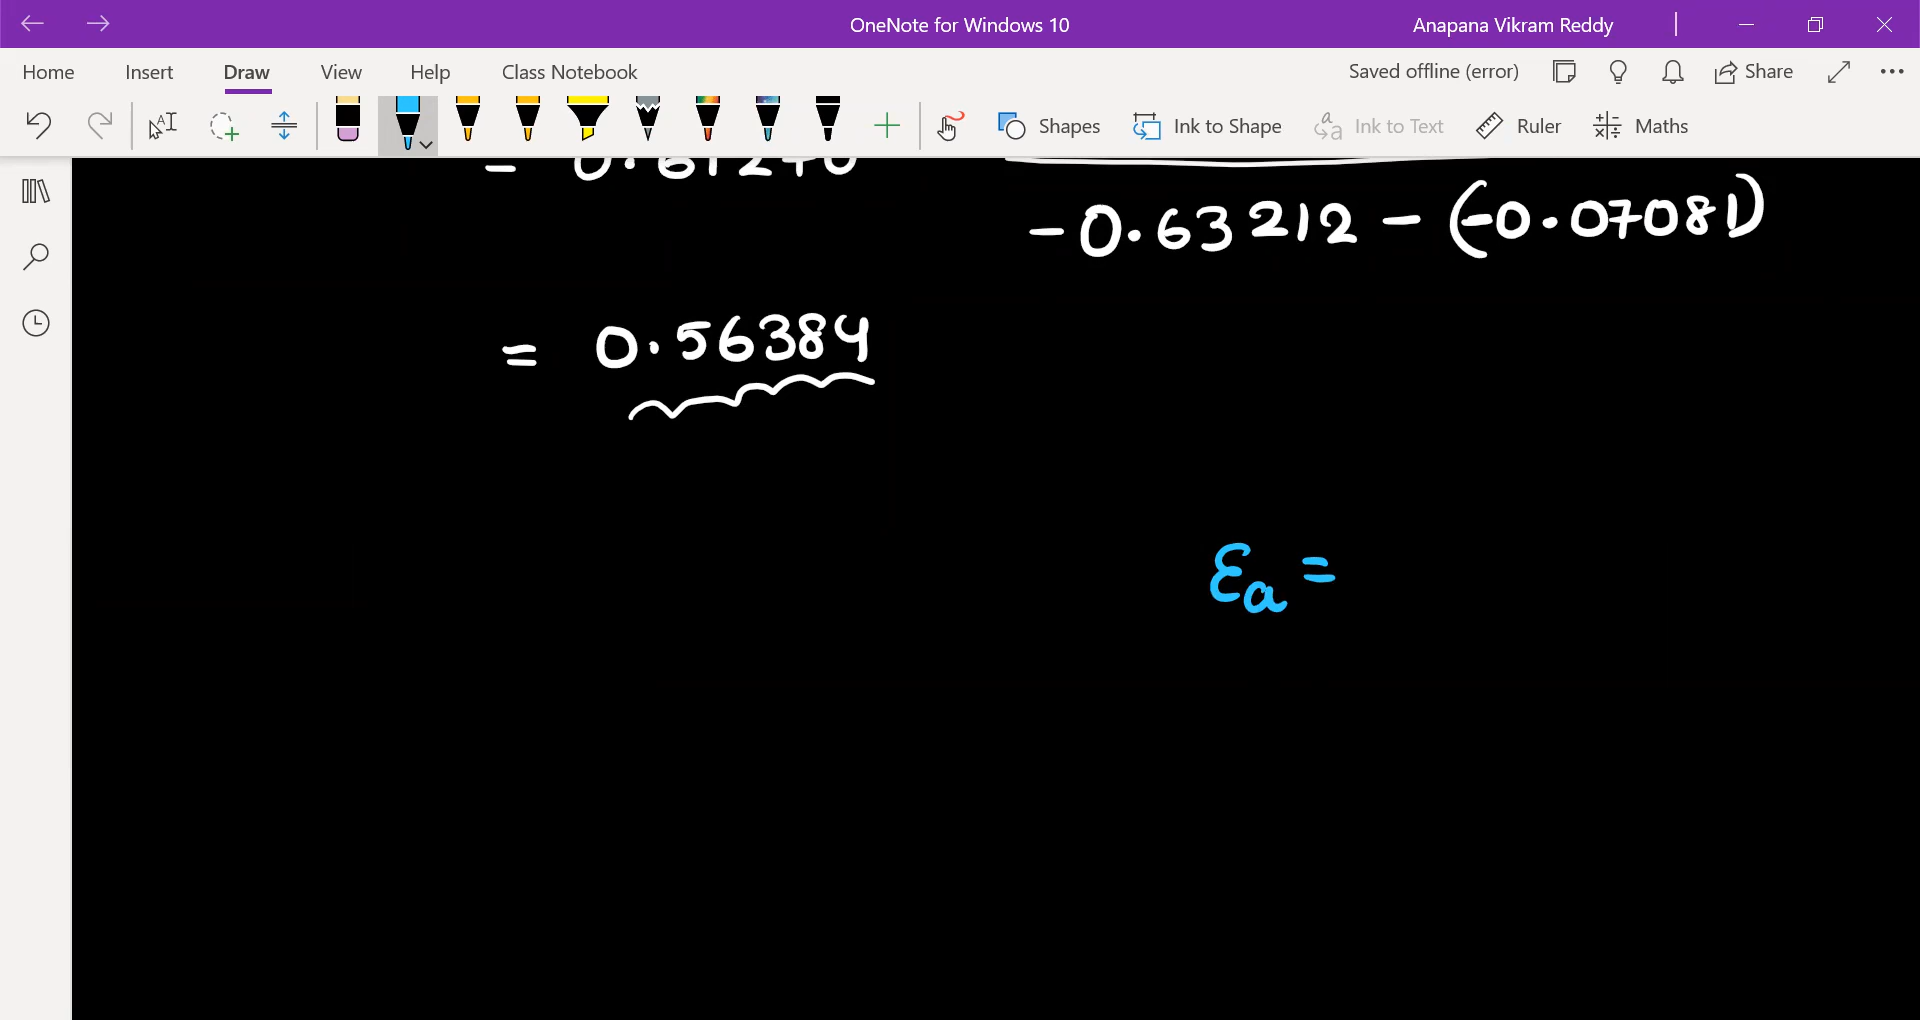 OneNote for Windows 10 Anapana Vikram Reddy
Home Insert Draw View Help Class Notebook Saved offline (error) Share
Shapes Ink to Shape Ink to Text Ruler Maths
-0.63212 - (-0.07081)
= 0.56384
εa =